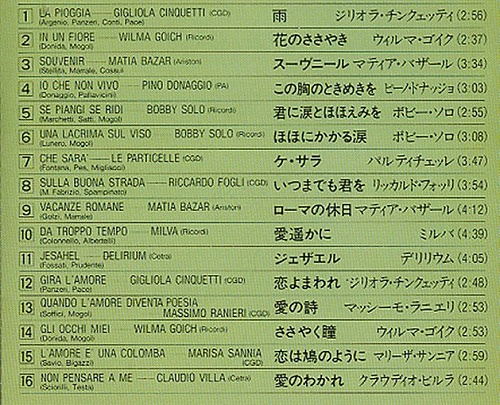 1 LA PIOGGIA — GIGLIOLA CINQUETTI (CGD) 雨 ジリオラ・チンクェッティ (2:56)
(Argenio, Panzeri, Conti, Pace)
2 IN UN FIORE — WILMA GOICH (Ricordi) 花のささやき ウィルマ・ゴイク (2:37)
(Donida, Mogol)
3 SOUVENIR — MATIA BAZAR (Ariston) スーヴニール マティア・バザール (3:34)
(Stellita, Marrale, Cossu)
4 IO CHE NON VIVO — PINO DONAGGIO (PA) この胸のときめきを ピーノ・ドナッジョ (3:03)
(Donaggio, Pallavicini)
5 SE PIANGI SE RIDI BOBBY SOLO (Ricordi) 君に涙とほほえみを ボビー・ソロ (2:55)
(Marchetti, Satti, Mogol)
6 UNA LACRIMA SUL VISO BOBBY SOLO (Ricordi) ほほにかかる涙 ボビー・ソロ (3:08)
(Lunero, Mogol)
7 CHE SARA' — LE PARTICELLE (CGD) ケ・サラ パルティチェッレ (3:47)
(Fontana, Pes, Migliacci)
8 SULLA BUONA STRADA — RICCARDO FOGLI (CGD) いつまでも君を リッカルド・フォッリ (3:54)
(M. Fabrizio, Spampinato)
9 VACANZE ROMANE MATIA BAZAR (Ariston) ローマの休日 マティア・バザール (4:12)
(Golzi, Marrale)
10 DA TROPPO TEMPO — MILVA (Ricordi) 愛遥かに ミルバ (4:39)
(Colonnello, Albertelli)
11 JESAHEL — DELIRIUM (Cetra) ジェザエル デリリウム (4:05)
(Fossati, Prudente)
12 GIRA L'AMORE GIGLIOLA CINQUETTI (CGD) 恋よまわれ ジリオラ・チンクェッティ (2:48)
(Panzeri, Pace)
13 QUANDO L'AMORE DIVENTA POESIA
(Soffici, Mogol) MASSIMO RANIERI (CGD) 愛の詩 マッシーモ・ラニエリ (2:53)
14 GLI OCCHI MIEI — WILMA GOICH (Ricordi) ささやく瞳 ウィルマ・ゴイク (2:53)
(Donida, Mogol)
15 L'AMORE E' UNA COLOMBA MARISA SANNIA (CGD) 恋は鳩のように マリーザ・サンニア (2:59)
(Savio, Bigazzi)
16 NON PENSARE A ME — CLAUDIO VILLA (Cetra) 愛のわかれ クラウディオ・ビルラ (2:44)
(Sciorilli, Testa)